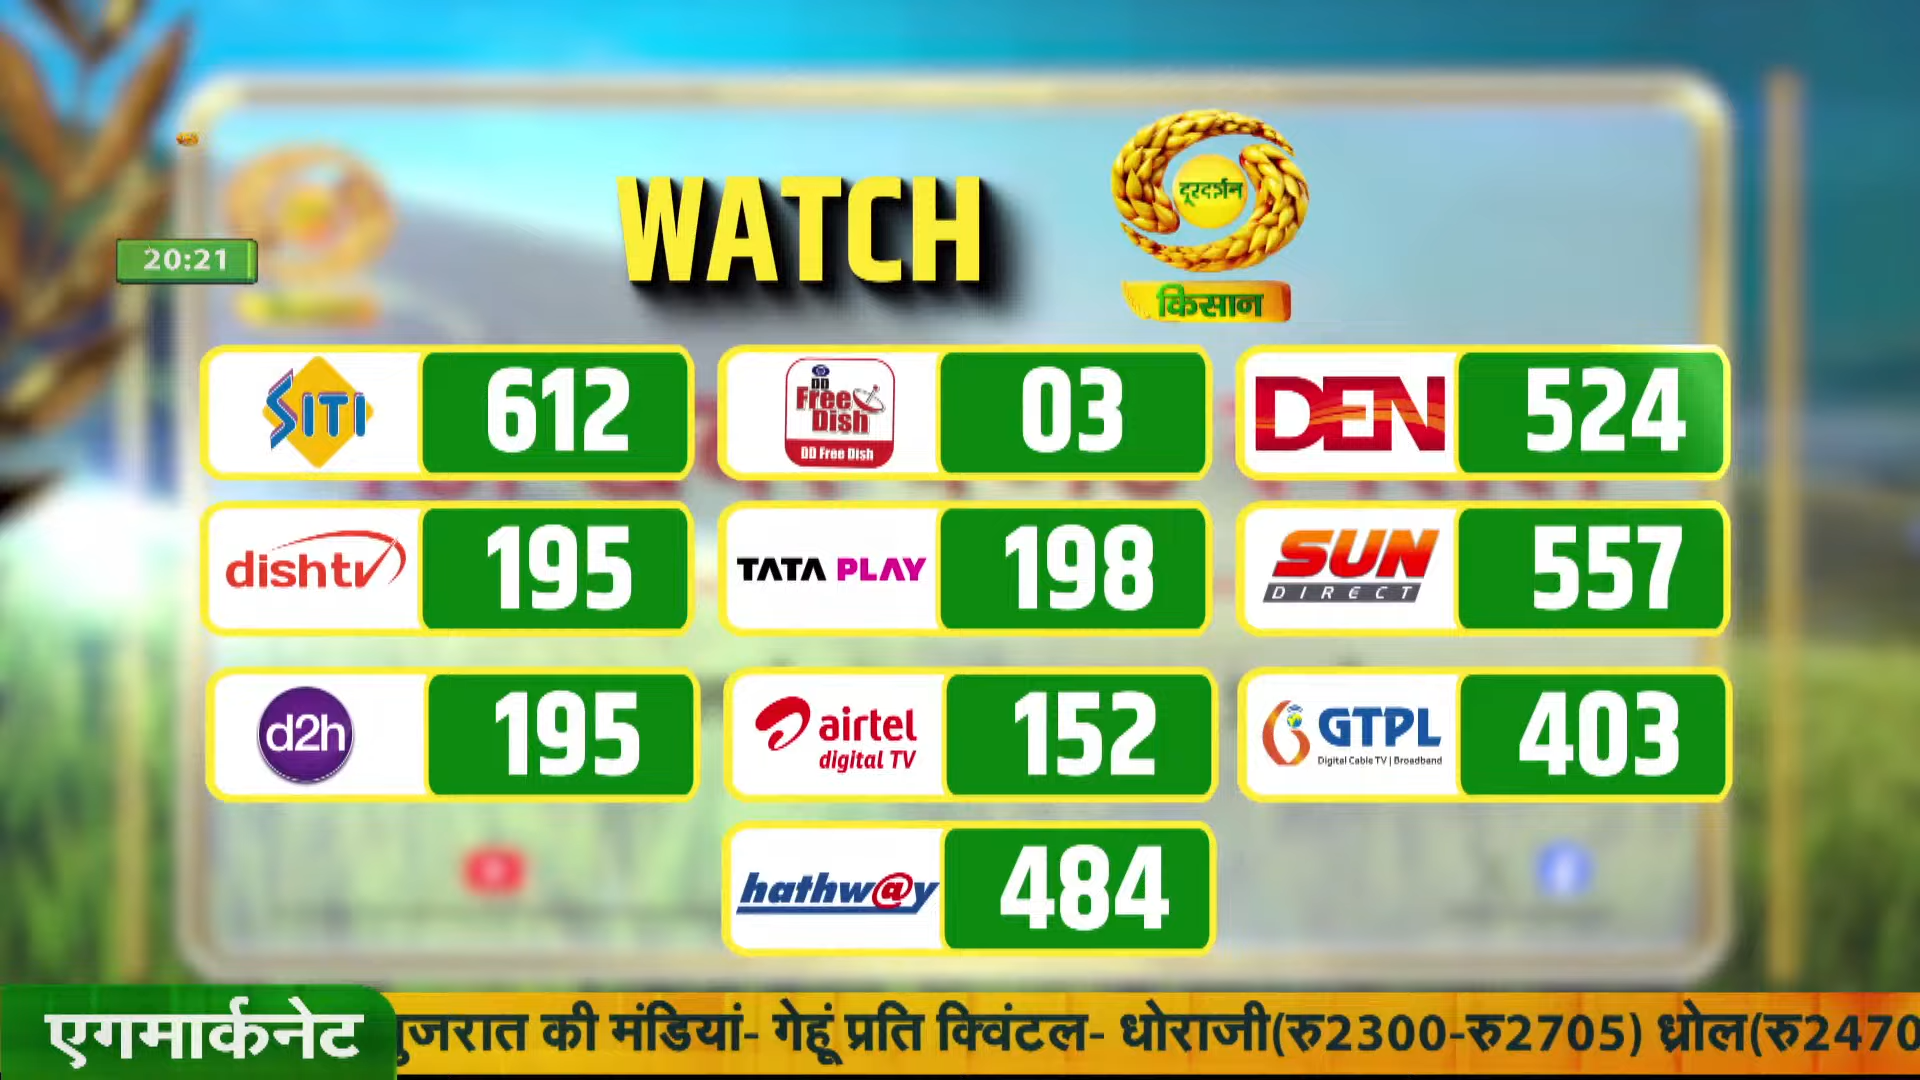 WATCH
दूरदर्शन
किसान
20:21
SITI 612
DD Free Dish
DD Free Dish 03
DEN 524
dishtv 195
TATA PLAY 198
SUN DIRECT 557
d2h 195
airtel digital TV 152
GTPL
Digital Cable TV | Broadband 403
hathw@y 484
एगमार्कनेट
गुजरात की मंडियां- गेहूं प्रति क्विंटल- धोराजी(रु2300-रु2705) ध्रोल(रु2470